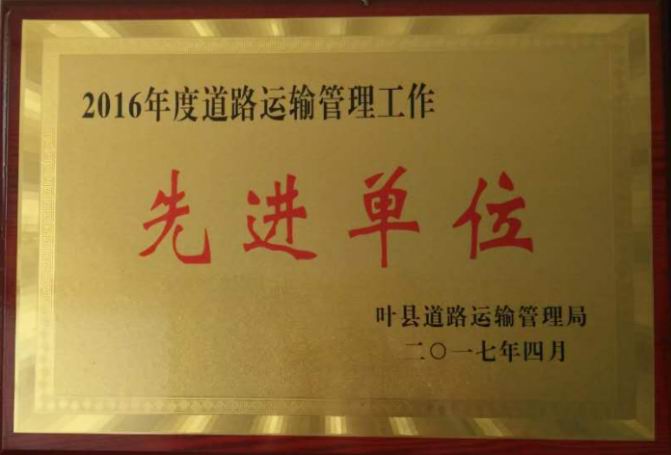 2016年度道路运输管理工作
先进单位
叶县道路运输管理局
二〇一七年四月